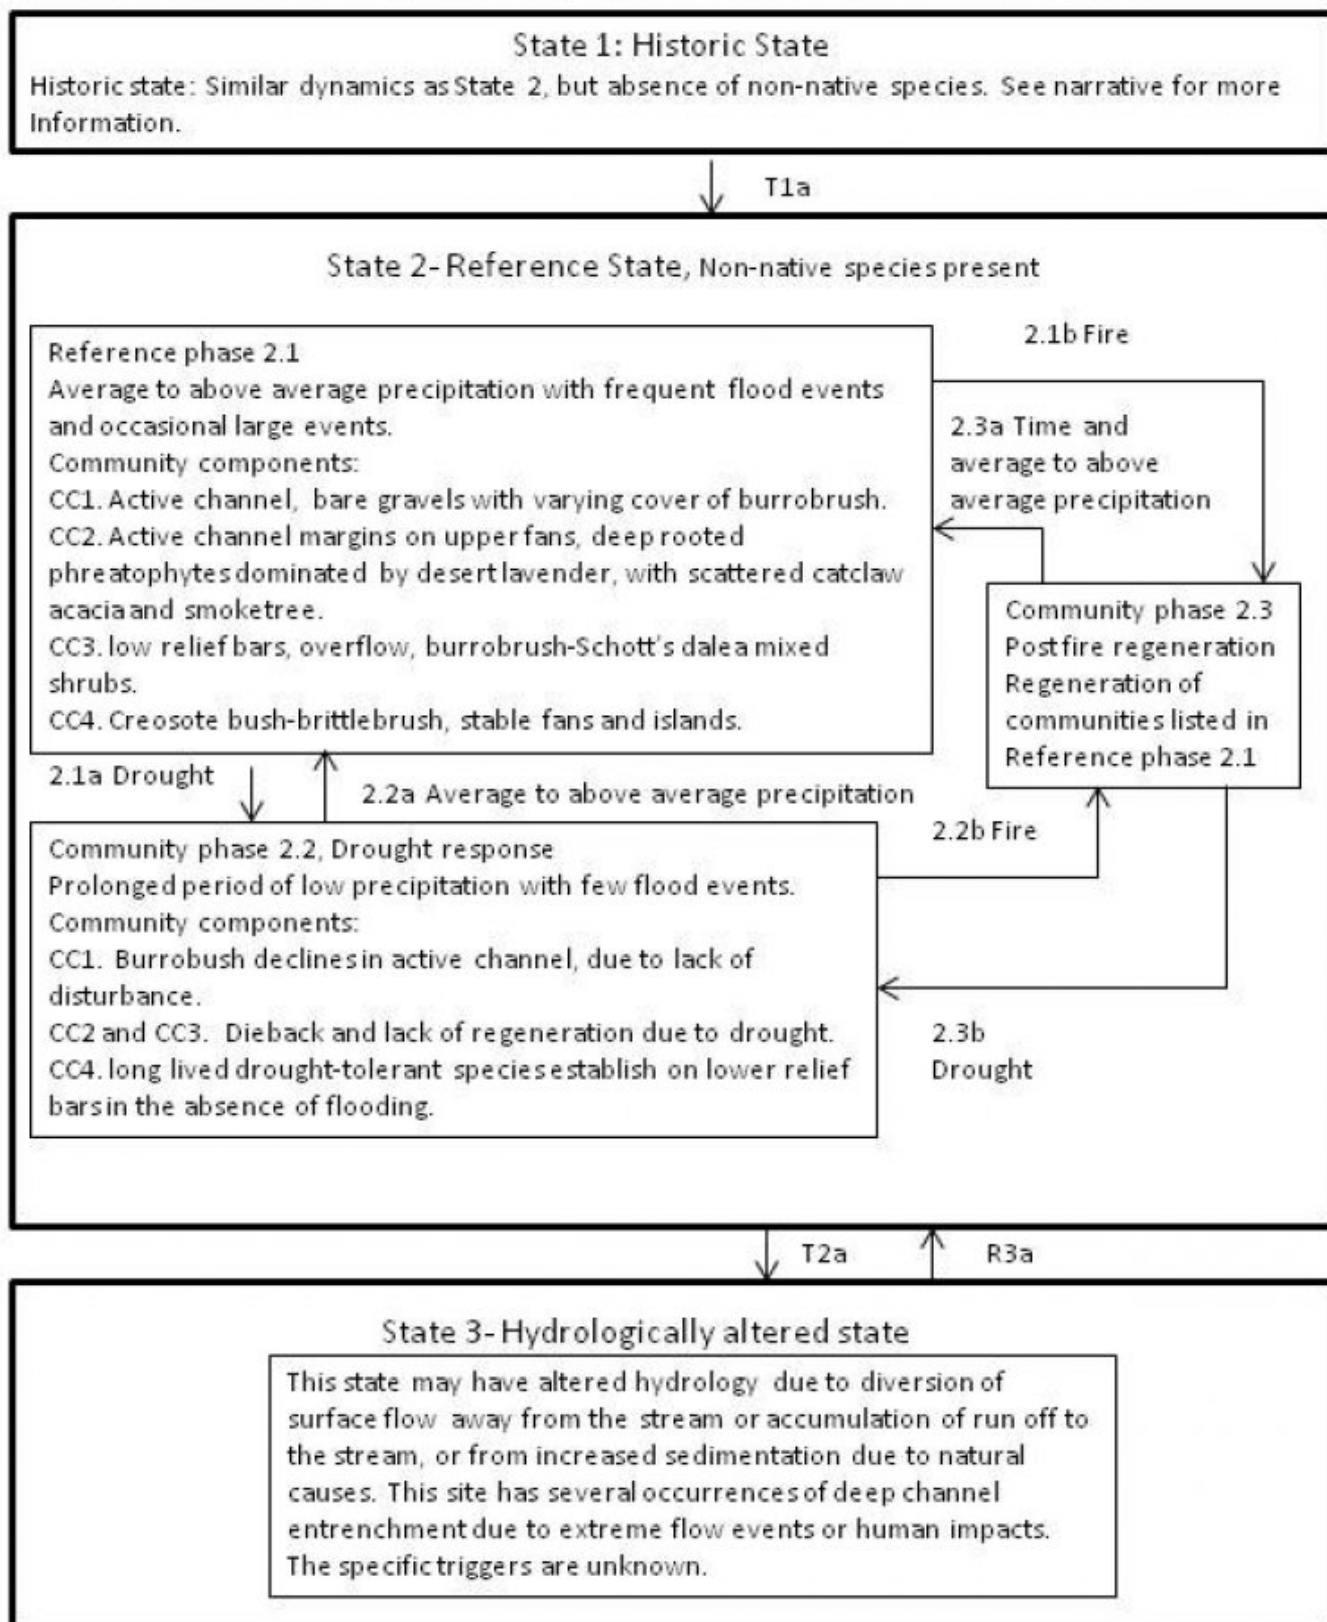 State 1: Historic State
Historic state: Similar dynamics as State 2, but absence of non-native species. See narrative for more
Information.
T1a
State 2- Reference State, Non-native species present
Reference phase 2.1
Average to above average precipitation with frequent flood events
and occasional large events.
Community components:
CC1. Active channel, bare gravels with varying cover of burrobrush.
CC2. Active channel margins on upper fans, deep rooted
phreatophytes dominated by desert lavender, with scattered catclaw
acacia and smoketree.
CC3. low relief bars, overflow, burrobrush-Schott's dalea mixed
shrubs.
CC4. Creosote bush-brittlebrush, stable fans and islands.
2.1b Fire
2.3a Time and
average to above
average precipitation
Community phase 2.3
Postfire regeneration
Regeneration of
communities listed in
Reference phase 2.1
2.1a Drought
2.2a Average to above average precipitation
2.2b Fire
Community phase 2.2, Drought response
Prolonged period of low precipitation with few flood events.
Community components:
CC1. Burrobush declines in active channel, due to lack of
disturbance.
CC2 and CC3. Dieback and lack of regeneration due to drought.
CC4. long lived drought-tolerant species establish on lower relief
bars in the absence of flooding.
2.3b
Drought
T2a
R3a
State 3- Hydrologically altered state
This state may have altered hydrology due to diversion of
surface flow away from the stream or accumulation of run off to
the stream, or from increased sedimentation due to natural
causes. This site has several occurrences of deep channel
entrenchment due to extreme flow events or human impacts.
The specific triggers are unknown.